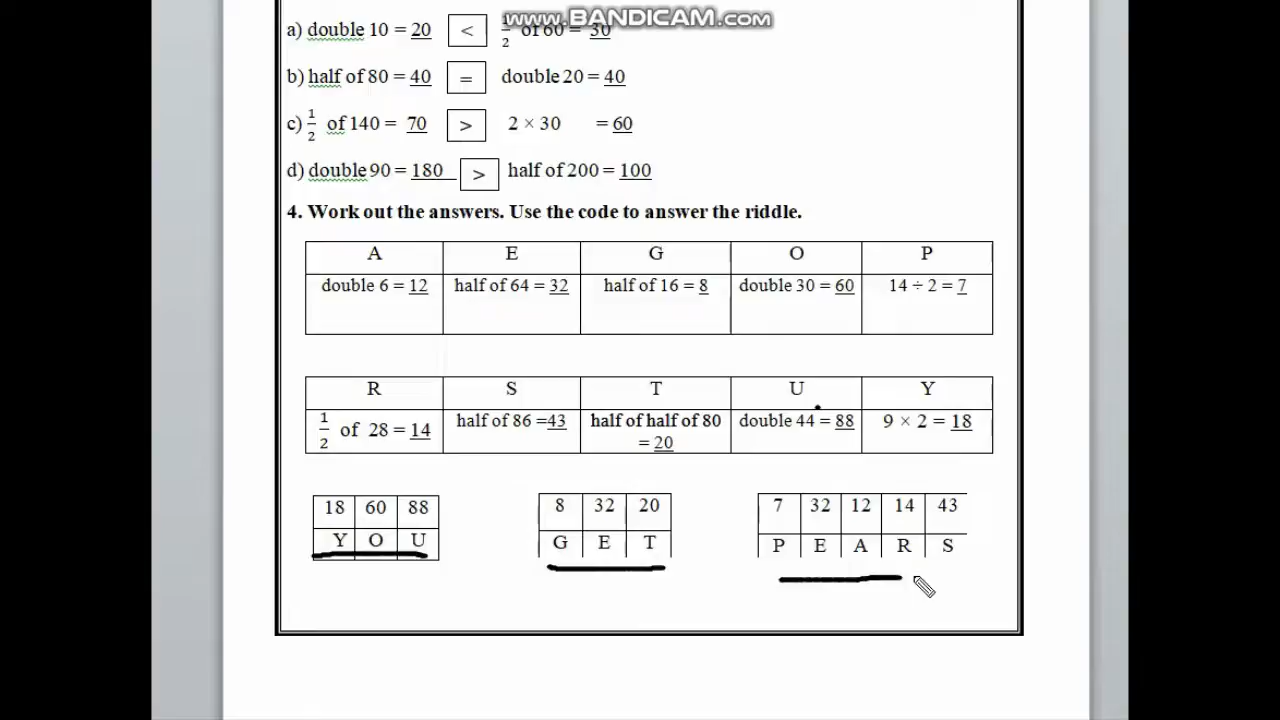 www.BANDICAM.com
a) double 10 = 20 < 1/2 of 60 = 30
b) half of 80 = 40 = double 20 = 40
c) 1/2 of 140 = 70 > 2 × 30 = 60
d) double 90 = 180 > half of 200 = 100
4. Work out the answers. Use the code to answer the riddle.
A E G O P
double 6 = 12 half of 64 = 32 half of 16 = 8 double 30 = 60 14 ÷ 2 = 7
R S T U Y
1/2 of 28 = 14 half of 86 =43 half of half of 80 = 20 double 44 = 88 9 × 2 = 18
18 60 88 8 32 20 7 32 12 14 43
Y O U G E T P E A R S